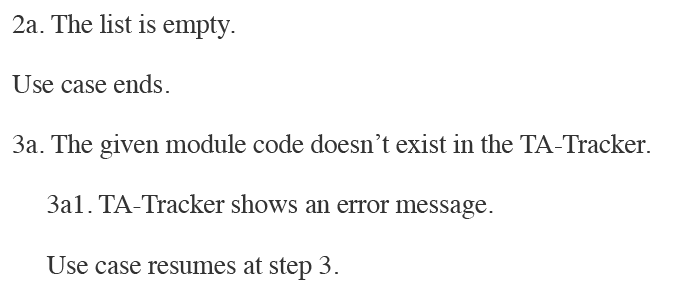 2a. The list is empty.
Use case ends.
3a. The given module code doesn’t exist in the TA-Tracker.
3a1. TA-Tracker shows an error message.
Use case resumes at step 3.